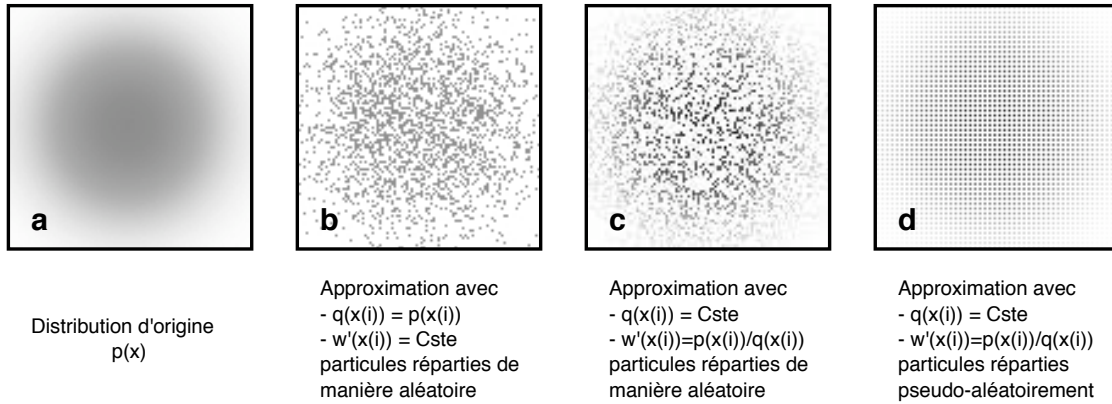 a
b
c
d
Distribution d'origine
p(x)
Approximation avec
- q(x(i)) = p(x(i))
- w'(x(i)) = Cste
particules réparties de
manière aléatoire
Approximation avec
- q(x(i)) = Cste
- w'(x(i))=p(x(i))/q(x(i))
particules réparties de
manière aléatoire
Approximation avec
- q(x(i)) = Cste
- w'(x(i))=p(x(i))/q(x(i))
particules réparties
pseudo-aléatoirement